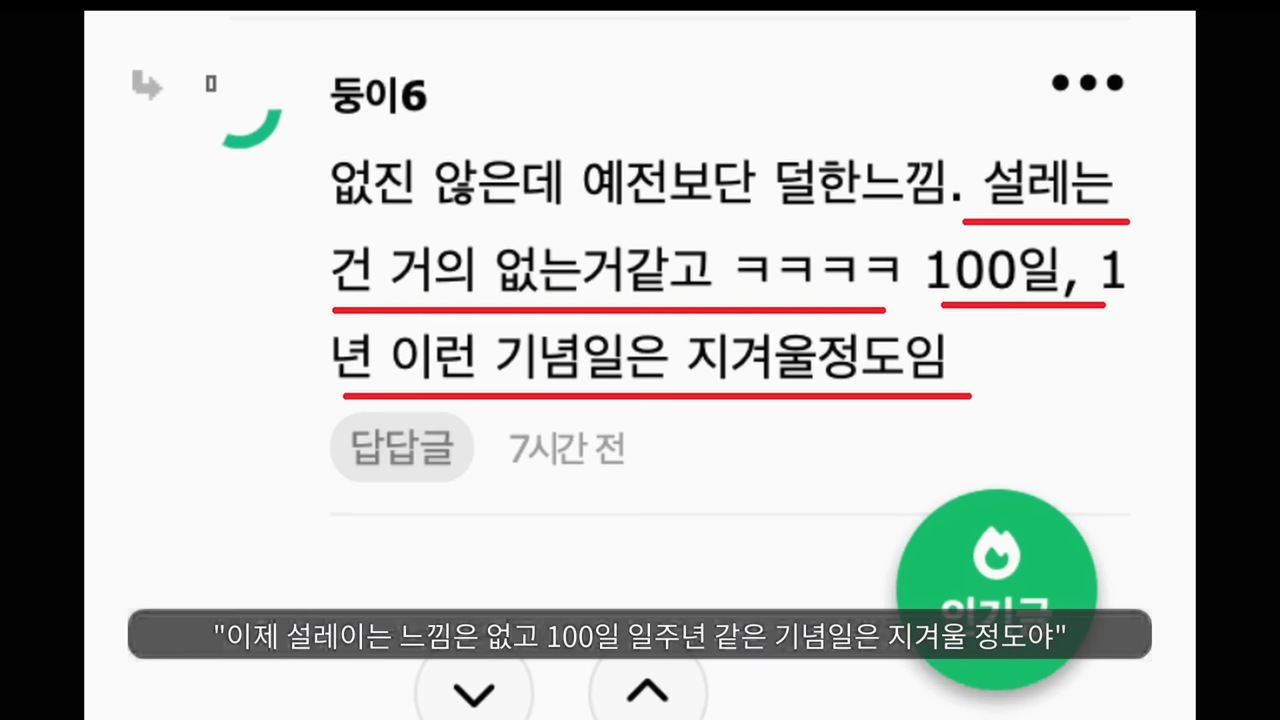 둥이6
없진 않은데 예전보단 덜한느낌. 설레는
건 거의 없는거같고 ㅋㅋㅋㅋ 100일, 1
년 이런 기념일은 지겨울정도임
답답글 7시간 전
인기글
"이제 설레이는 느낌은 없고 100일 일주년 같은 기념일은 지겨울 정도야"